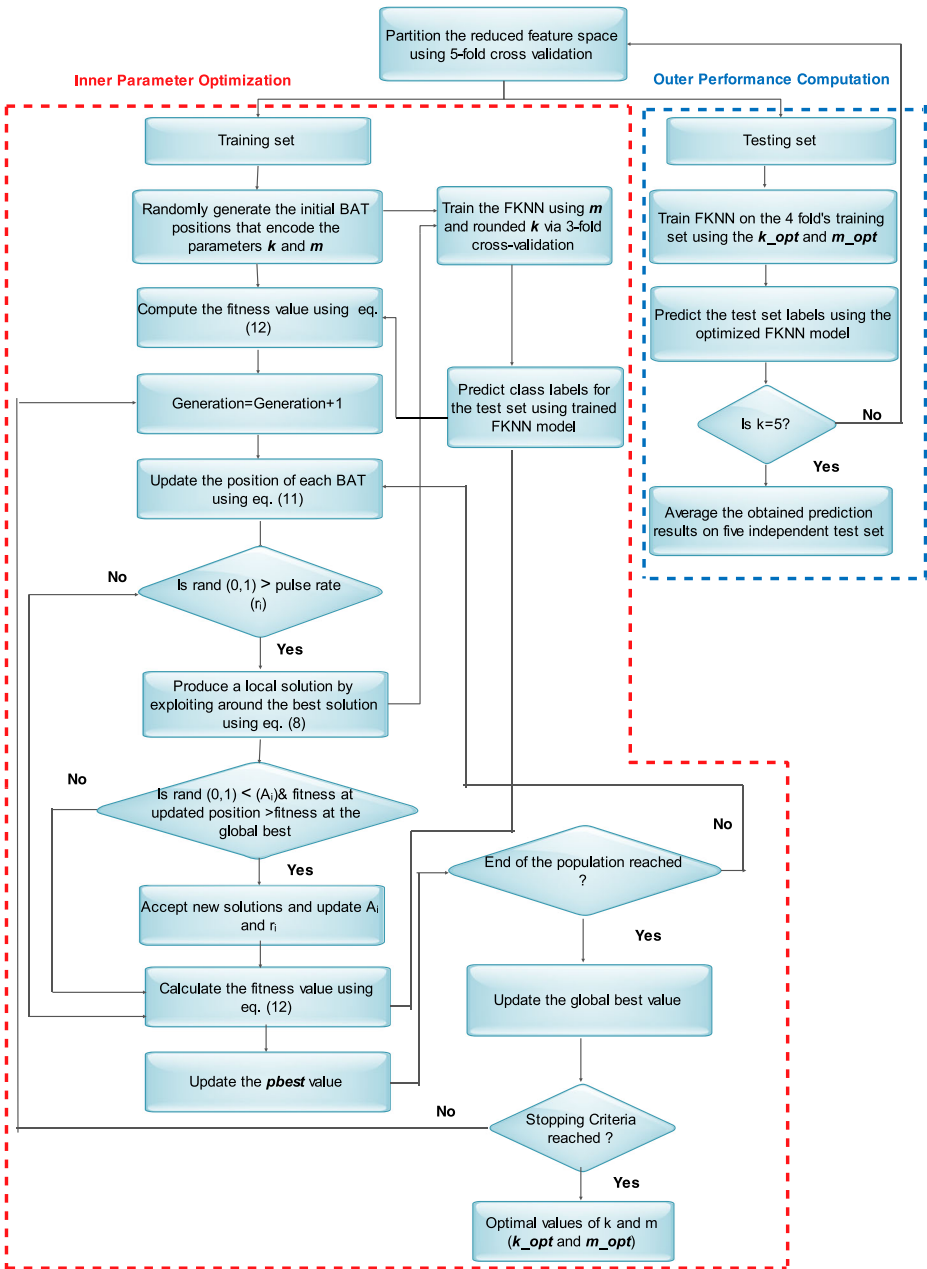 Partition the reduced feature space
using 5-fold cross validation
Inner Parameter Optimization
Outer Performance Computation
Training set
Randomly generate the initial BAT
positions that encode the
parameters k and m
Train the FKNN using m
and rounded k via 3-fold
cross-validation
Compute the fitness value using eq.
(12)
Predict class labels for
the test set using trained
FKNN model
Generation=Generation+1
Update the position of each BAT
using eq. (11)
No
Is rand (0,1) > pulse rate
(ri)
Yes
Produce a local solution by
exploiting around the best solution
using eq. (8)
No
Is rand (0,1) < (Ai)& fitness at
updated position >fitness at the
global best
Yes
Accept new solutions and update Ai
and ri
Calculate the fitness value using
eq. (12)
Update the pbest value
End of the population reached
?
No
Yes
Update the global best value
No
Stopping Criteria
reached ?
Yes
Optimal values of k and m
(k_opt and m_opt)
Testing set
Train FKNN on the 4 fold's training
set using the k_opt and m_opt
Predict the test set labels using the
optimized FKNN model
Is k=5?
No
Yes
Average the obtained prediction
results on five independent test set